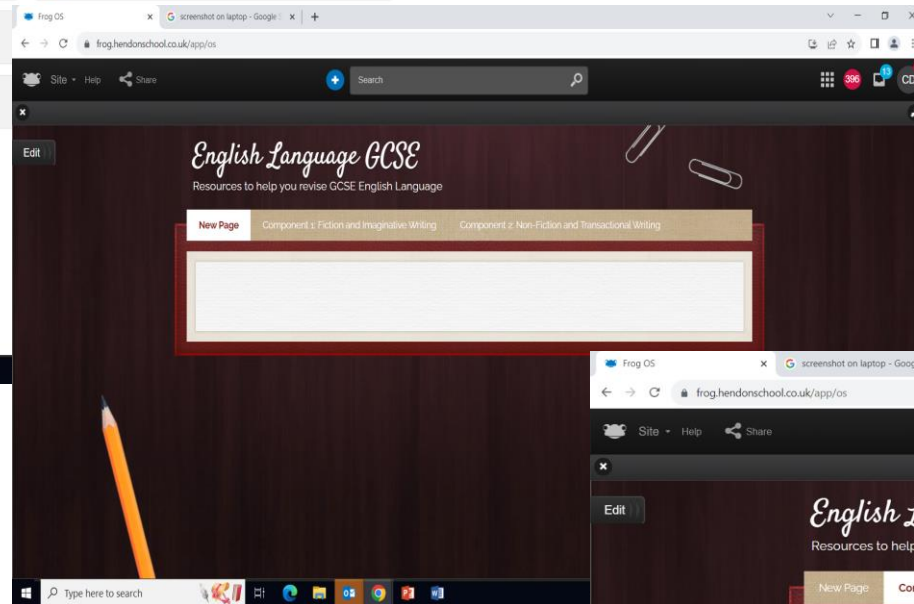 Frog OS
screenshot on laptop - Google
frog.hendonschool.co.uk/app/os
Site
Help
Share
Search
396
13
CD
Edit
English Language GCSE
Resources to help you revise GCSE English Language
New Page
Component 1: Fiction and Imaginative Writing
Component 2: Non-Fiction and Transactional Writing
Type here to search
Frog OS
screenshot on laptop - Goog
frog.hendonschool.co.uk/app/os
Site
Help
Share
Edit
English
Resources to help
New Page
Co